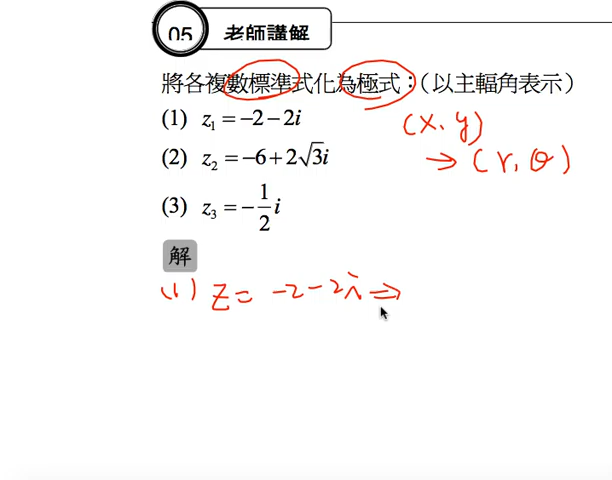 05 老師講解
將各複數標準式化為極式：（以主輻角表示）
(1) z₁ = −2 − 2i
(x, y)
(2) z₂ = −6 + 2√3i
→ (r, θ)
(3) z₃ = −1/2 i
解
(1) z = −2 − 2i ⇒